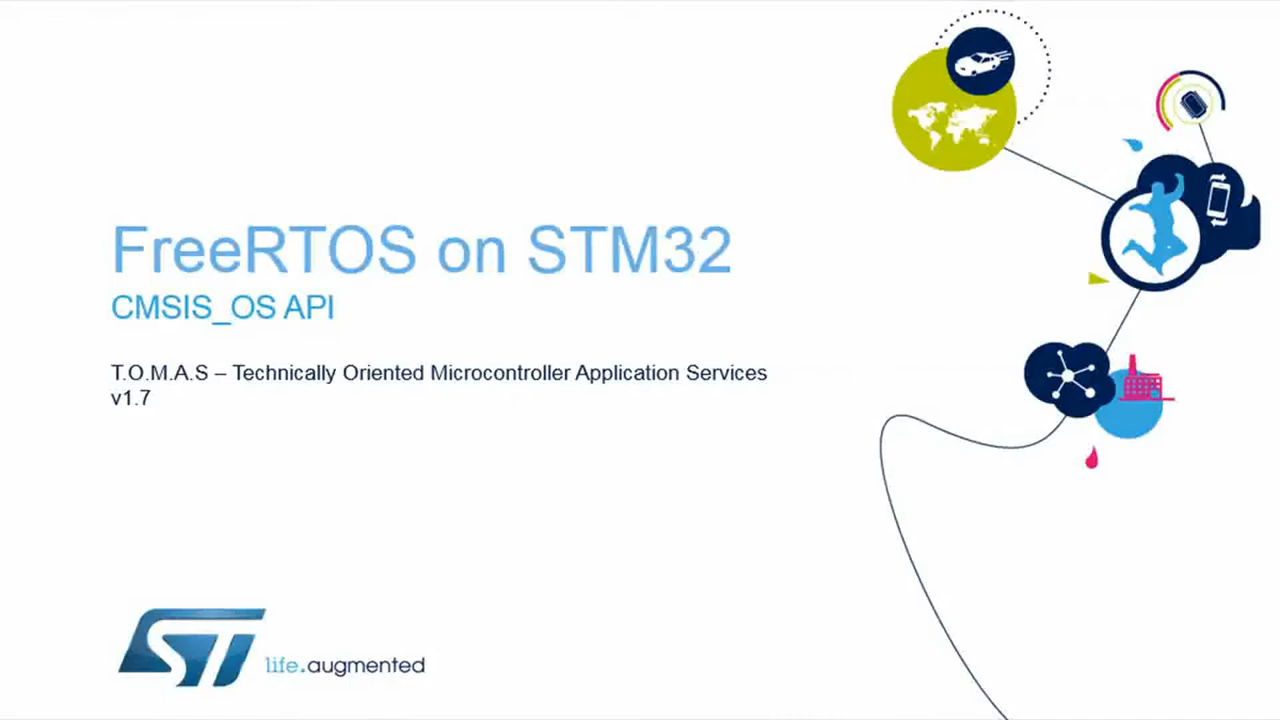 FreeRTOS on STM32
CMSIS_OS API
T.O.M.A.S – Technically Oriented Microcontroller Application Services
v1.7
ST
life.augmented